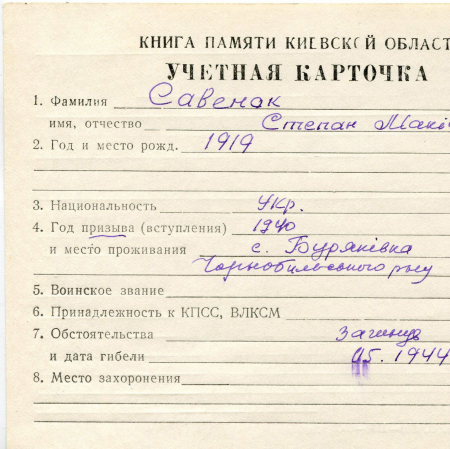 КНИГА ПАМЯТИ КИЕВСКОЙ ОБЛАСТ
УЧЕТНАЯ КАРТОЧКА
1. Фамилия Савенок
имя, отчество Степан
2. Год и место рожд. 1919
3. Национальность Укр.
4. Год призыва (вступления) 1940
и место проживания с. Буряківка
Чорнобильського р-ну
5. Воинское звание
6. Принадлежность к КПСС, ВЛКСМ
7. Обстоятельства Загинув
и дата гибели 05.1944
8. Место захоронения